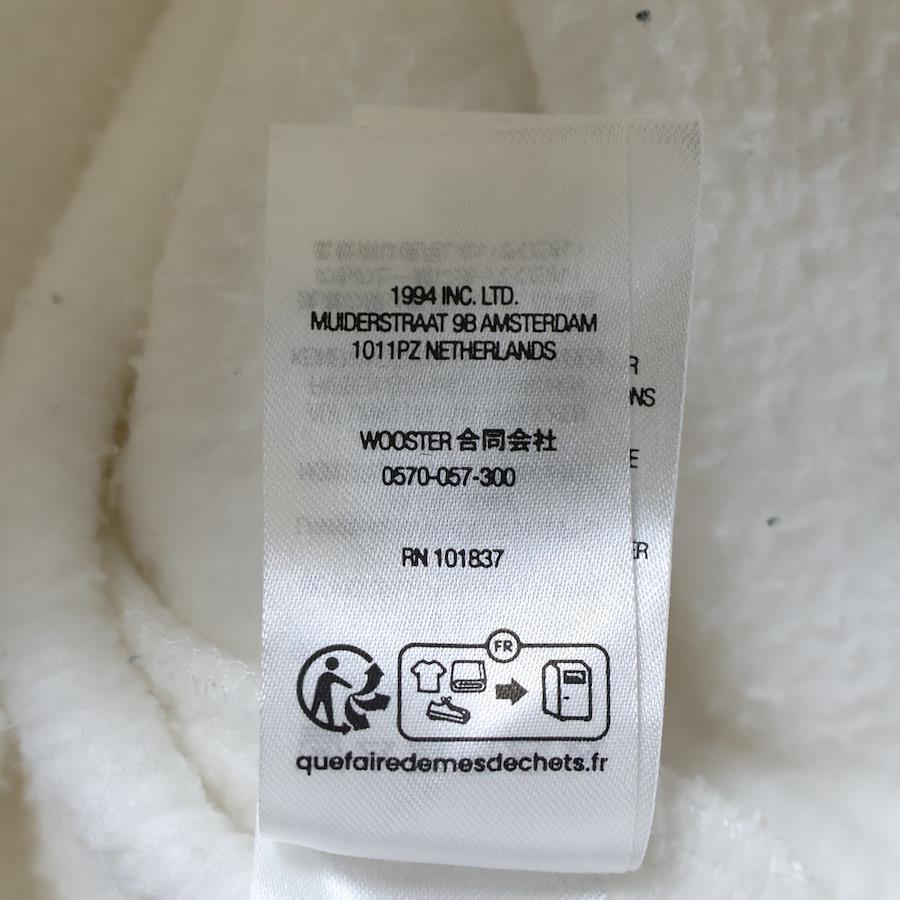 1994 INC. LTD.
MUIDERSTRAAT 9B AMSTERDAM
1011PZ NETHERLANDS
WOOSTER 合同会社
0570-057-300
RN 101837
FR
quefairedemesdechets.fr